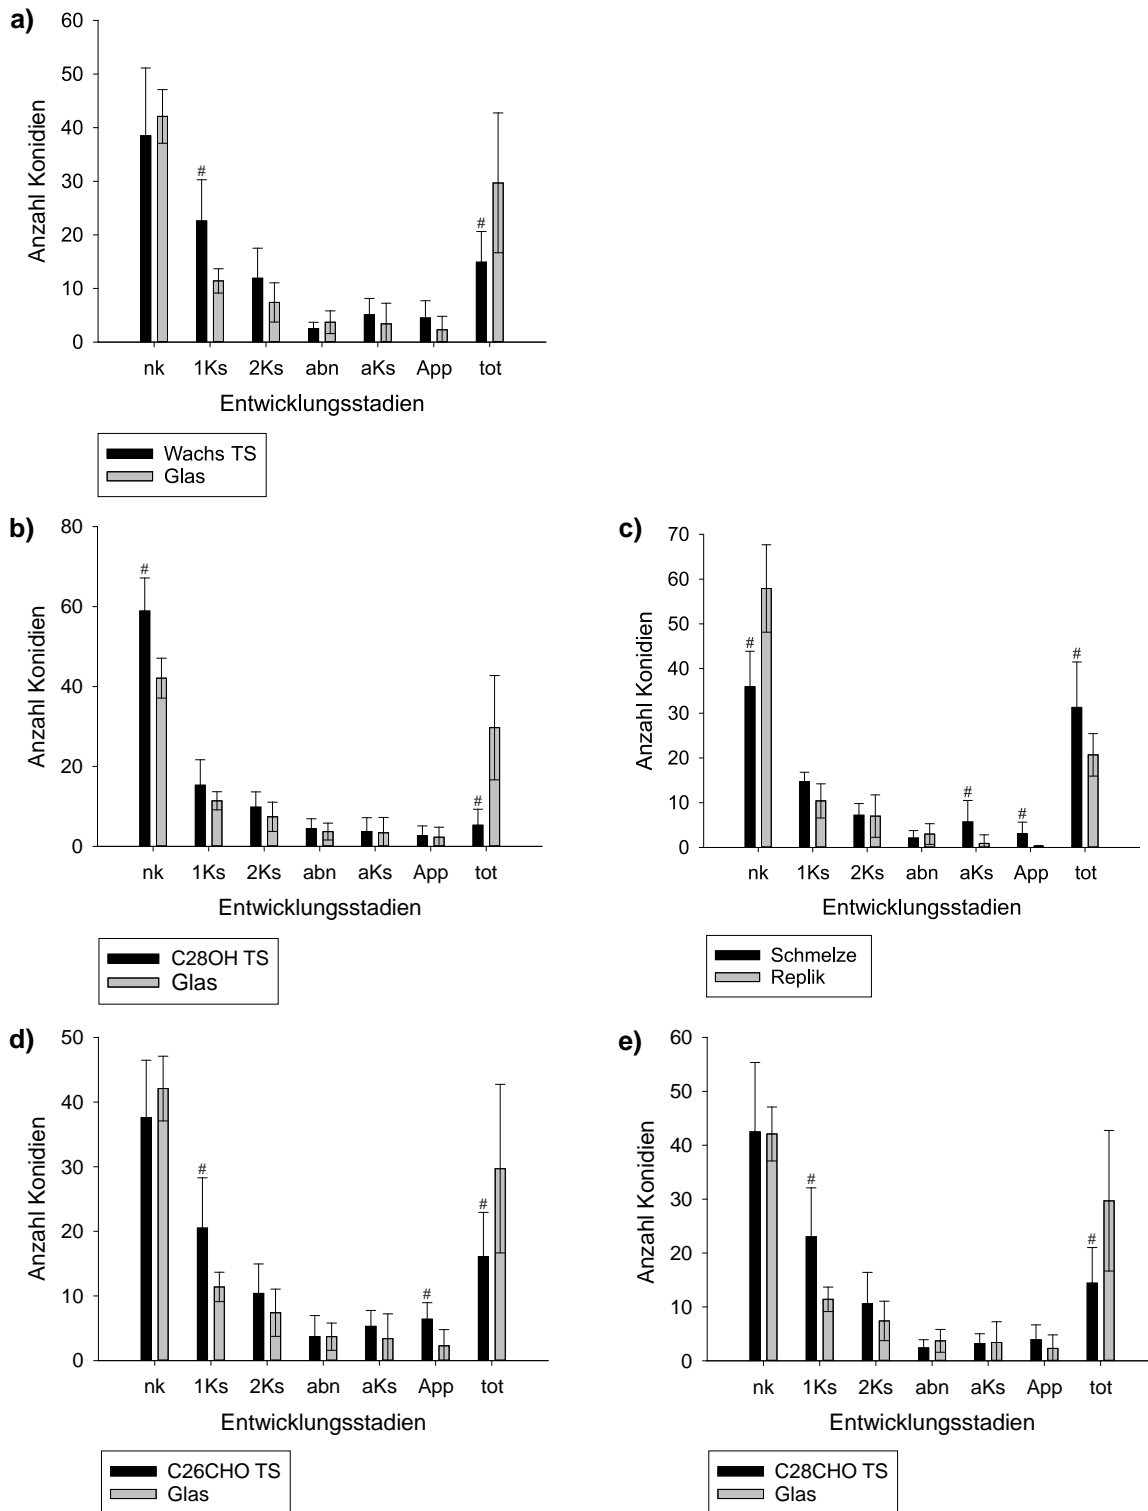 a)
60
50
40
30
20
10
0
Anzahl Konidien
#
#
nk 1Ks 2Ks abn aKs App tot
Entwicklungsstadien
Wachs TS
Glas
b)
80
60
40
20
0
Anzahl Konidien
#
#
nk 1Ks 2Ks abn aKs App tot
Entwicklungsstadien
C28OH TS
Glas
c)
70
60
50
40
30
20
10
0
Anzahl Konidien
#
#
#
#
#
nk 1Ks 2Ks abn aKs App tot
Entwicklungsstadien
Schmelze
Replik
d)
50
40
30
20
10
0
Anzahl Konidien
#
#
#
nk 1Ks 2Ks abn aKs App tot
Entwicklungsstadien
C26CHO TS
Glas
e)
60
50
40
30
20
10
0
Anzahl Konidien
#
#
nk 1Ks 2Ks abn aKs App tot
Entwicklungsstadien
C28CHO TS
Glas